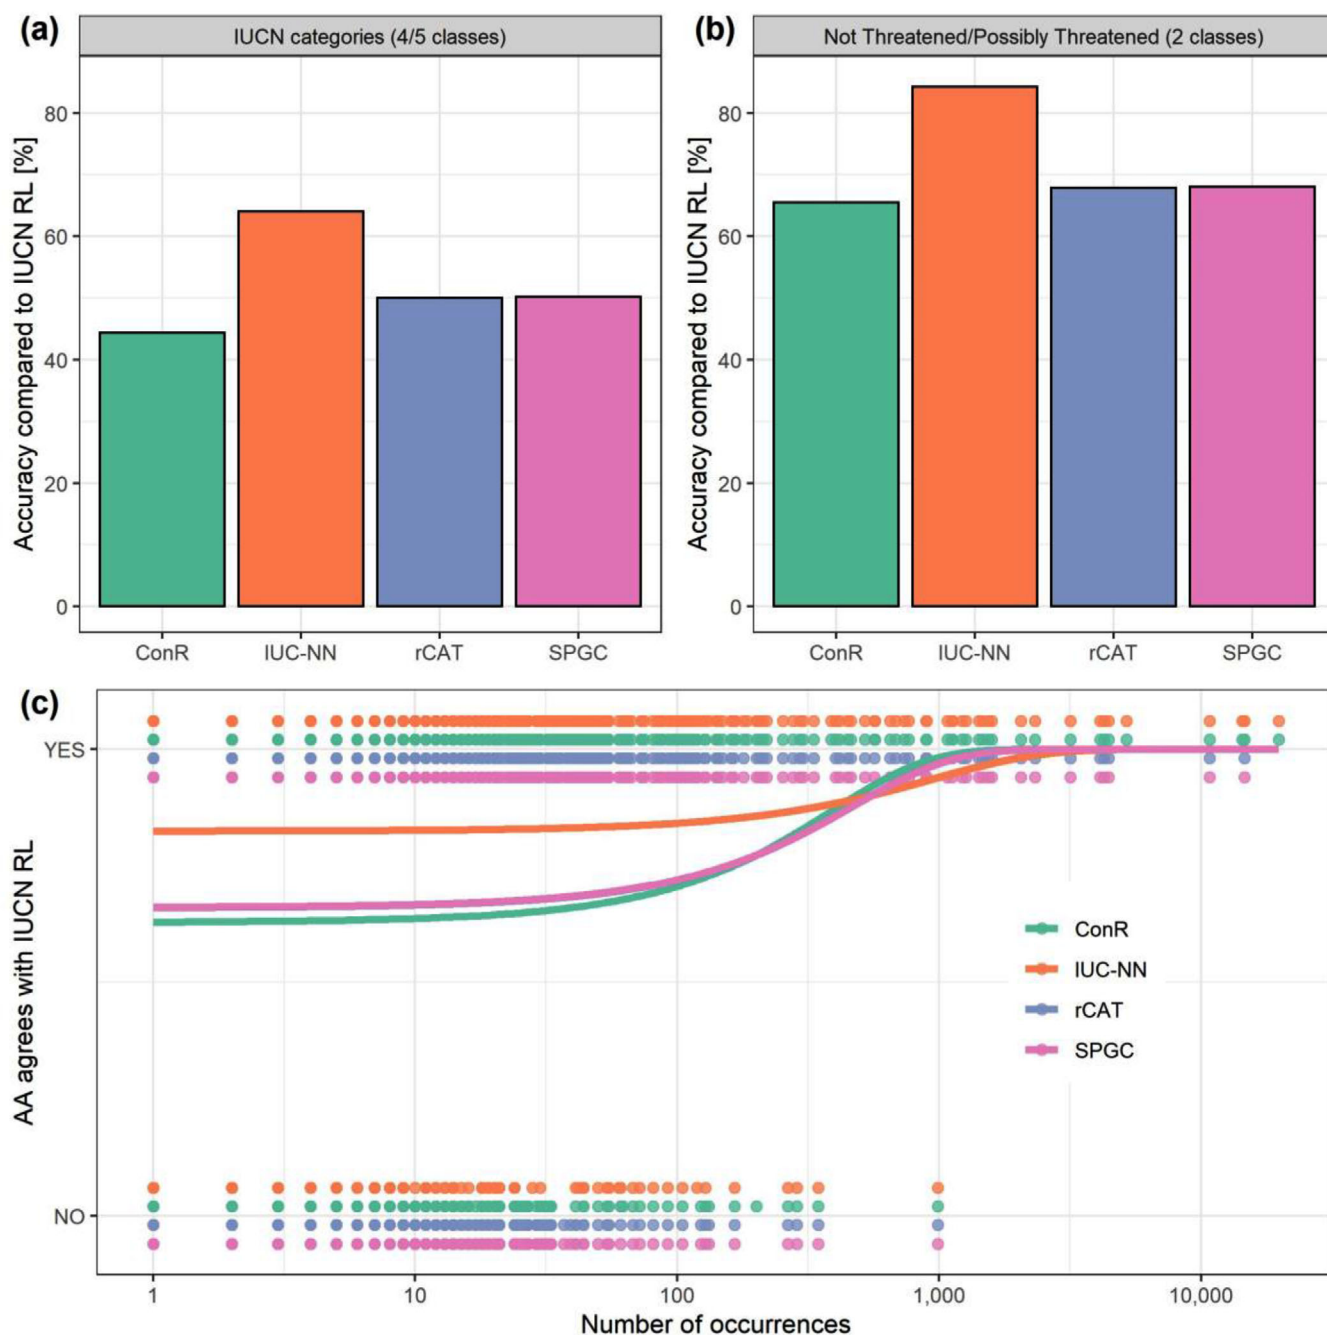 (a)
IUCN categories (4/5 classes)
Accuracy compared to IUCN RL [%]
80
60
40
20
0
ConR IUC-NN rCAT SPGC
(b)
Not Threatened/Possibly Threatened (2 classes)
Accuracy compared to IUCN RL [%]
80
60
40
20
0
ConR IUC-NN rCAT SPGC
(c)
AA agrees with IUCN RL
YES
NO
ConR
IUC-NN
rCAT
SPGC
1 10 100 1,000 10,000
Number of occurrences